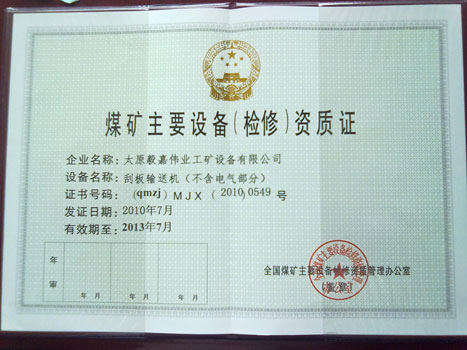 煤矿主要设备(检修)资质证
企业名称:太原毅嘉伟业工矿设备有限公司
设备名称:刮板输送机(不含电气部分)
证书号码:(qmzj)MJX(2010)0549号
发证日期:2010年7月
有效期至:2013年7月
年审
年 月 年 月 年 月
全国煤矿主要设备检修资质管理办公室